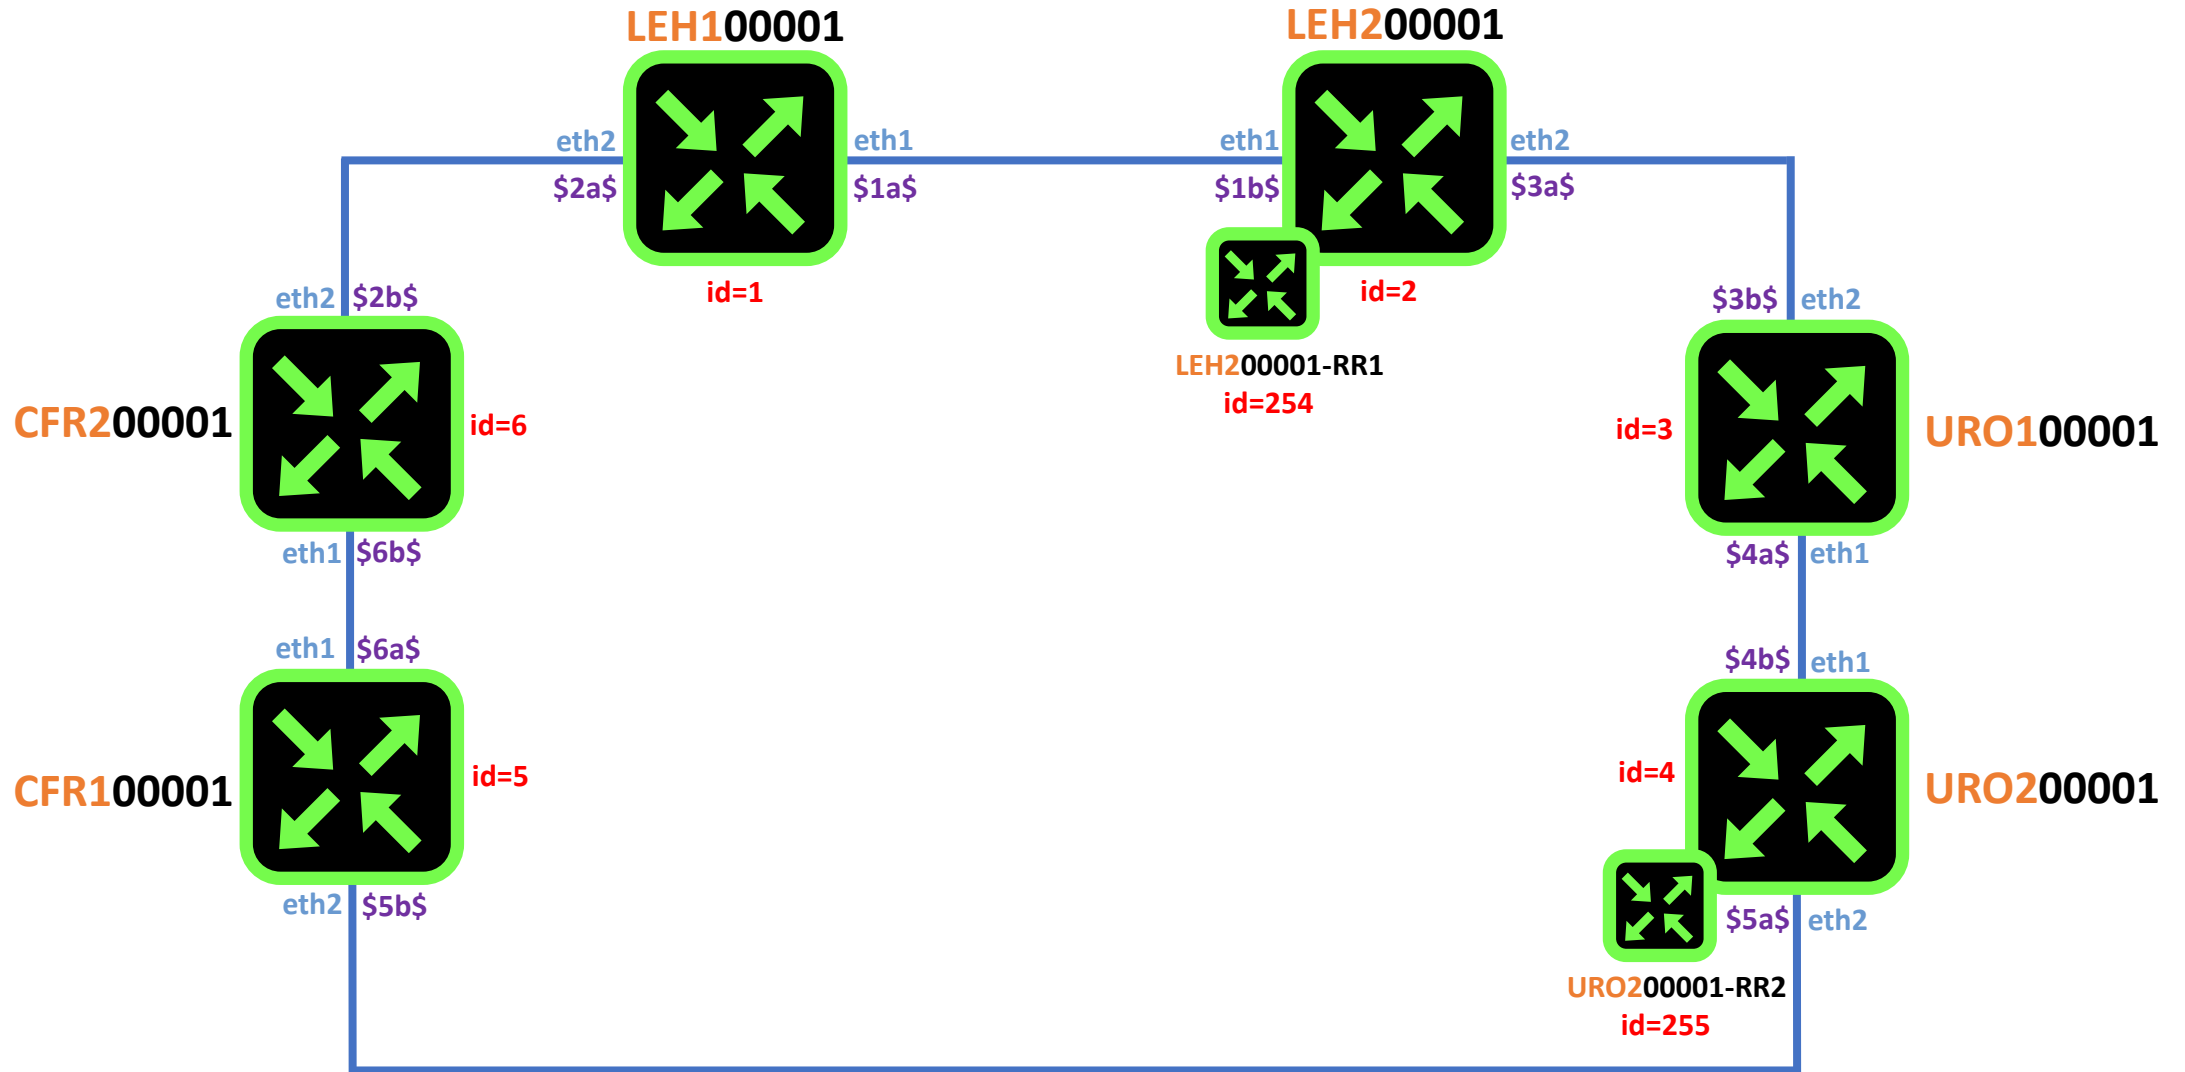 LEH100001
LEH200001
eth2
eth1
eth1
eth2
$2a$
$1a$
$1b$
$3a$
id=1
id=2
eth2
$2b$
$3b$
eth2
LEH200001-RR1
id=254
CFR200001
id=6
id=3
URO100001
eth1
$6b$
$4a$
eth1
eth1
$6a$
$4b$
eth1
CFR100001
id=5
id=4
URO200001
eth2
$5b$
$5a$
eth2
URO200001-RR2
id=255